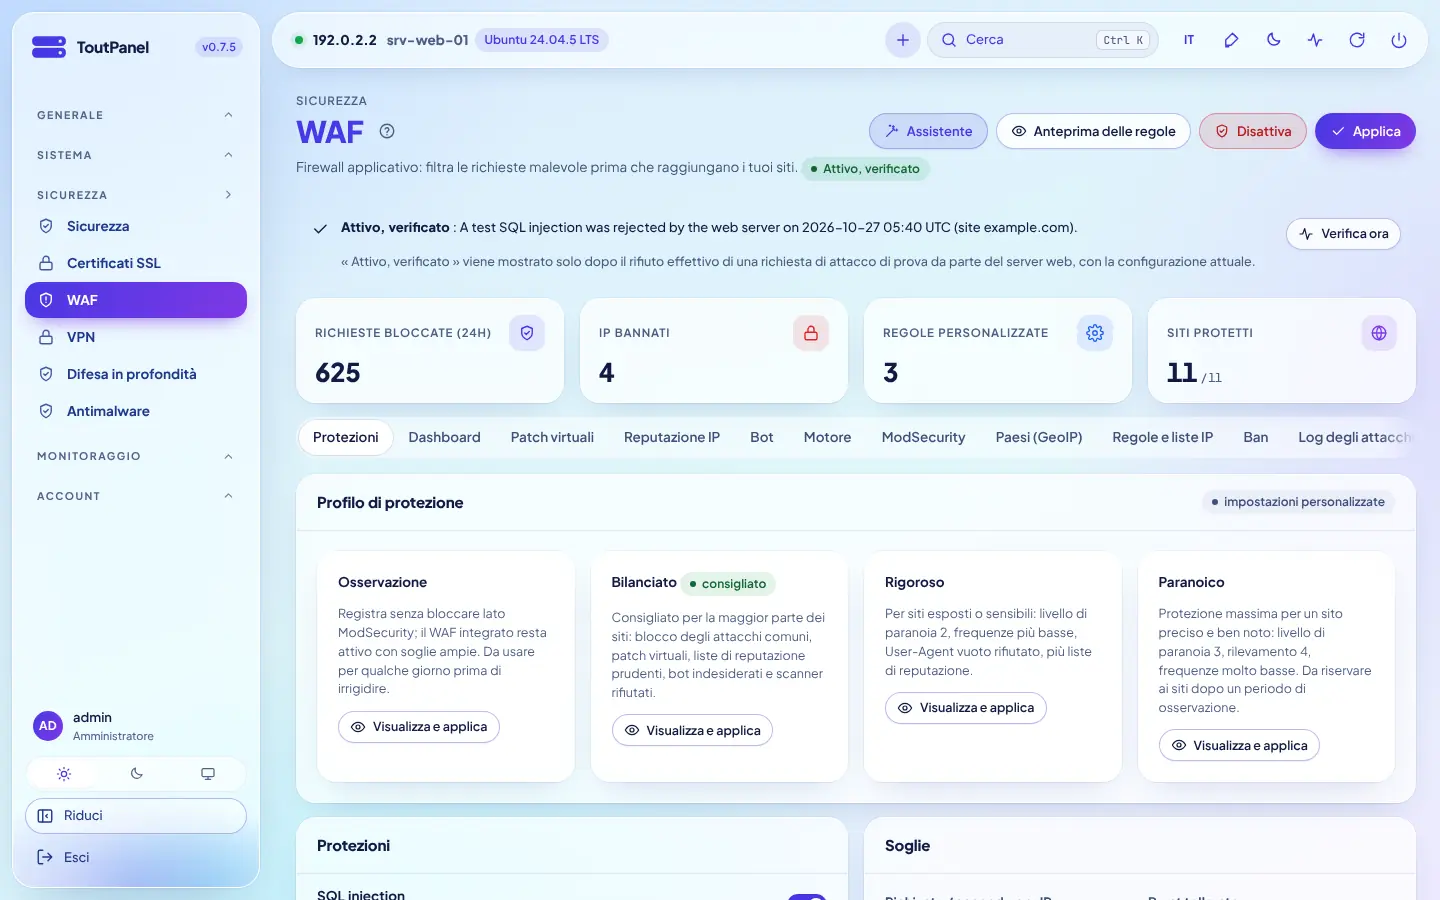 ToutPanel
v0.7.5
GENERALE
SISTEMA
SICUREZZA
Sicurezza
Certificati SSL
WAF
VPN
Difesa in profondità
Antimalware
MONITORAGGIO
ACCOUNT
AD
admin
Amministratore
Riduci
Esci
192.0.2.2 srv-web-01 Ubuntu 24.04.5 LTS
Cerca Ctrl K
IT
SICUREZZA
WAF
Assistente
Anteprima delle regole
Disattiva
Applica
Firewall applicativo: filtra le richieste malevole prima che raggiungano i tuoi siti. Attivo, verificato
Attivo, verificato : A test SQL injection was rejected by the web server on 2026-10-27 05:40 UTC (site example.com).
« Attivo, verificato » viene mostrato solo dopo il rifiuto effettivo di una richiesta di attacco di prova da parte del server web, con la configurazione attuale.
Verifica ora
RICHIESTE BLOCCATE (24H)
625
IP BANNATI
4
REGOLE PERSONALIZZATE
3
SITI PROTETTI
11 / 11
Protezioni Dashboard Patch virtuali Reputazione IP Bot Motore ModSecurity Paesi (GeoIP) Regole e liste IP Ban Log degli attacch
Profilo di protezione
impostazioni personalizzate
Osservazione
Registra senza bloccare lato
ModSecurity; il WAF integrato resta
attivo con soglie ampie. Da usare
per qualche giorno prima di
irrigidire.
Visualizza e applica
Bilanciato consigliato
Consigliato per la maggior parte dei
siti: blocco degli attacchi comuni,
patch virtuali, liste di reputazione
prudenti, bot indesiderati e scanner
rifiutati.
Visualizza e applica
Rigoroso
Per siti esposti o sensibili: livello di
paranoia 2, frequenze più basse,
User-Agent vuoto rifiutato, più liste
di reputazione.
Visualizza e applica
Paranoico
Protezione massima per un sito
preciso e ben noto: livello di
paranoia 3, rilevamento 4,
frequenze molto basse. Da riservare
ai siti dopo un periodo di
osservazione.
Visualizza e applica
Protezioni
SQL injection
Soglie